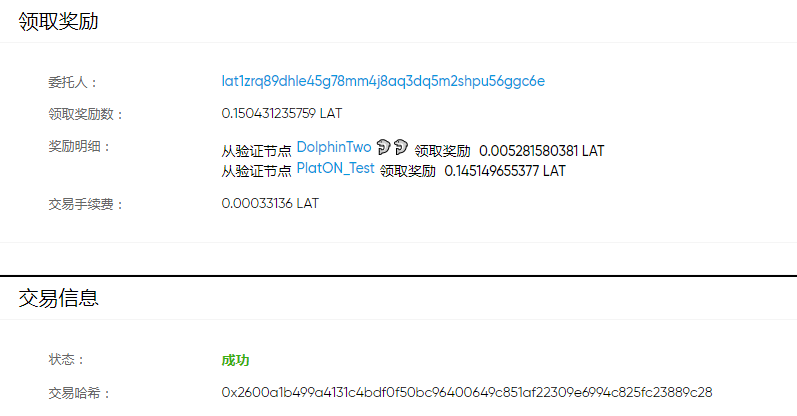 领取奖励
委托人：
lat1zrq89dhle45g78mm4j8aq3dq5m2shpu56ggc6e
领取奖励数：
0.150431235759 LAT
奖励明细：
从验证节点 DolphinTwo 领取奖励 0.005281580381 LAT
从验证节点 PlatON_Test 领取奖励 0.145149655377 LAT
交易手续费：
0.00033136 LAT
交易信息
状态：
成功
交易哈希：
0x2600a1b499a4131c4bdf0f50bc96400649c851af22309e6994c825fc23889c28